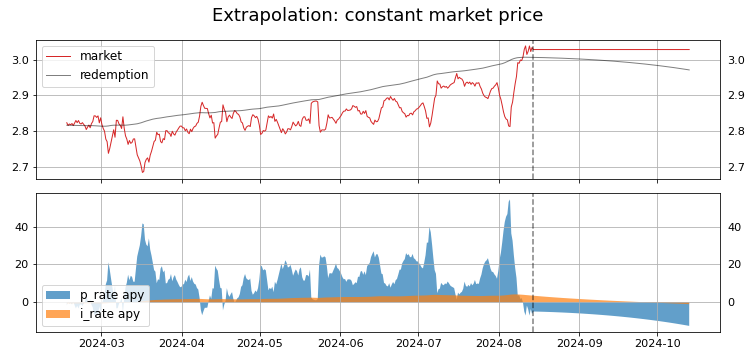 Extrapolation: constant market price
market
redemption
3.0 3.0
2.9 2.9
2.8 2.8
2.7 2.7
40 40
20 20
0 0
p_rate apy
i_rate apy
2024-03 2024-04 2024-05 2024-06 2024-07 2024-08 2024-09 2024-10